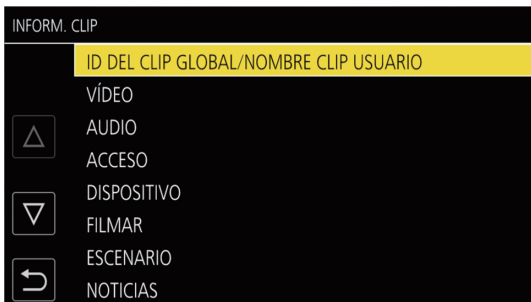 INFORM. CLIP
ID DEL CLIP GLOBAL/NOMBRE CLIP USUARIO
VÍDEO
AUDIO
ACCESO
DISPOSITIVO
FILMAR
ESCENARIO
NOTICIAS